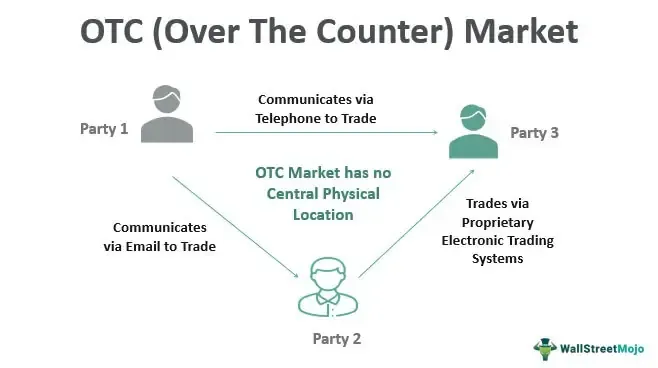 OTC (Over The Counter) Market
Communicates via
Telephone to Trade
Party 1
Party 3
OTC Market has no
Central Physical
Location
Communicates
via Email to Trade
Trades via
Proprietary
Electronic Trading
Systems
Party 2
WallStreetMojo